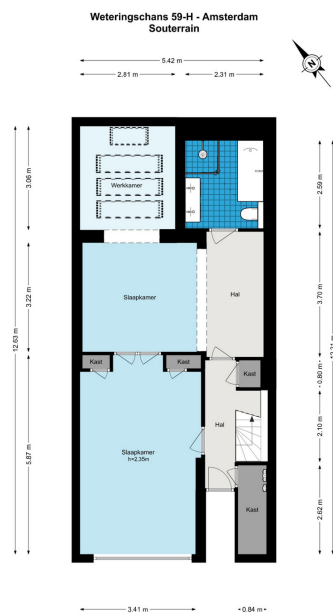 Weteringschans 59-H - Amsterdam
Souterrain
5.42 m
2.81 m
2.31 m
N
3.06 m
2.59 m
Werkkamer
12.63 m
3.22 m
3.70 m
Slaapkamer
Hal
12.21 m
Kast
Kast
Kast
0.80 m
5.87 m
2.10 m
Hal
Slaapkamer
h=2,35m
2.62 m
Kast
3.41 m
0.84 m